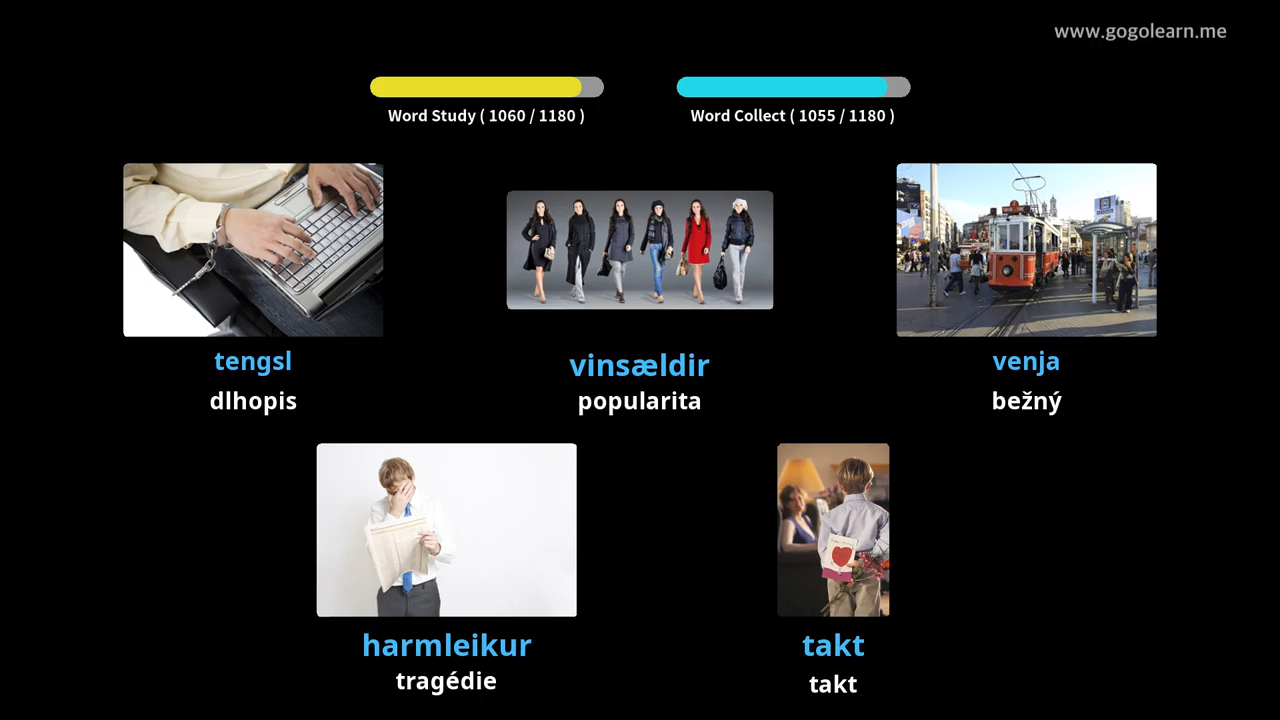 www.gogolearn.me
Word Study ( 1060 / 1180 )
Word Collect ( 1055 / 1180 )
tengsl
dlhopis
vinsældir
popularita
venja
bežný
harmleikur
tragédie
takt
takt